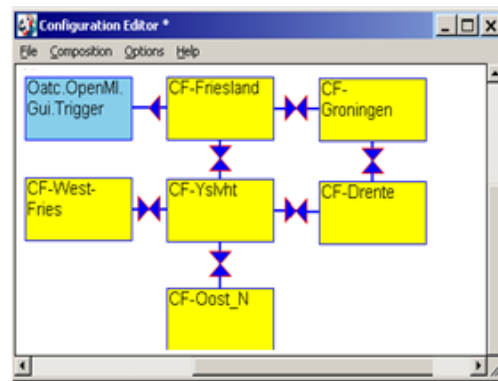 Configuration Editor *
File Composition Options Help
Oatc.OpenMI.
Gui.Trigger
CF-Friesland
CF-
Groningen
CF-West-
Fries
CF-YsMht
CF-Drente
CF-Oost_N